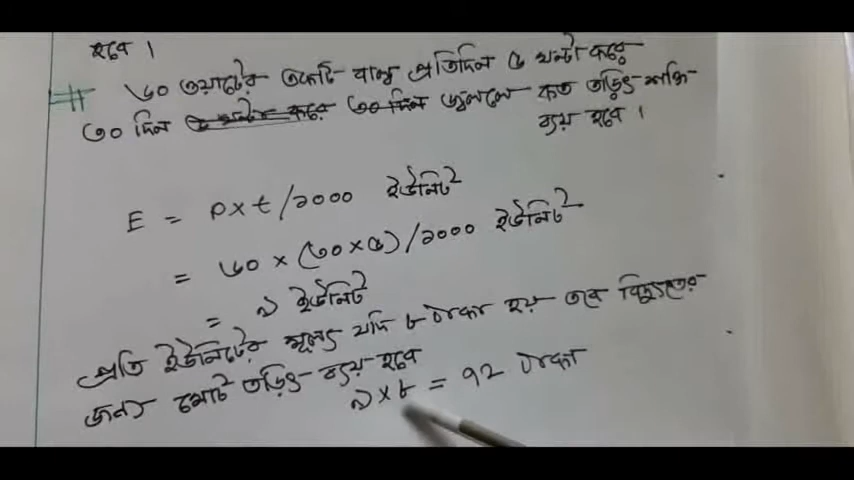 হবে ।
৬০ ওয়াটের একটি বাল্ব প্রতিদিন ৫ ঘন্টা করে
৩০ দিন জ্বললে কত তড়িৎ শক্তি
ব্যয় হবে ।
E = P×t/১০০০ ইউনিট
= ৬০ × (৩০×৫)/১০০০ ইউনিট
= ৯ ইউনিট
প্রতি ইউনিটের মূল্য যদি ৮ টাকা হয় তবে বিদ্যুতের
জন্য মোট তড়িৎ ব্যয় হবে
৯×৮ = ৭২ টাকা